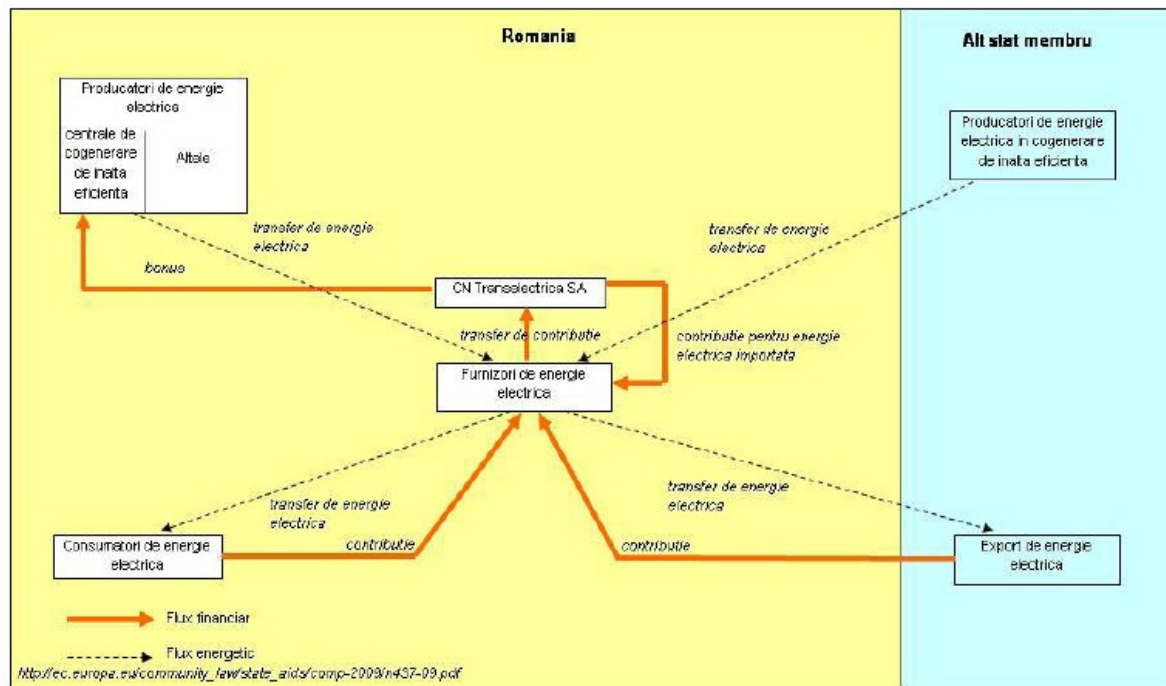 Romania
Alt stat membru
Producatori de energie
electrica
centrale de
cogenerare
de inalta
eficienta
Altele
Producatori de energie
electrica in cogenerare
de inalta eficienta
transfer de energie
electrica
transfer de energie
electrica
bonus
CN Transelectrica SA
transfer de contributie
contributie pentru energie
electrica importata
Furnizori de energie
electrica
transfer de energie
electrica
transfer de energie
electrica
Consumatori de energie
electrica
contributie
contributie
Export de energie
electrica
Flux financiar
Flux energetic
http://ec.europa.eu/community_law/state_aids/comp-2009/n437-09.pdf